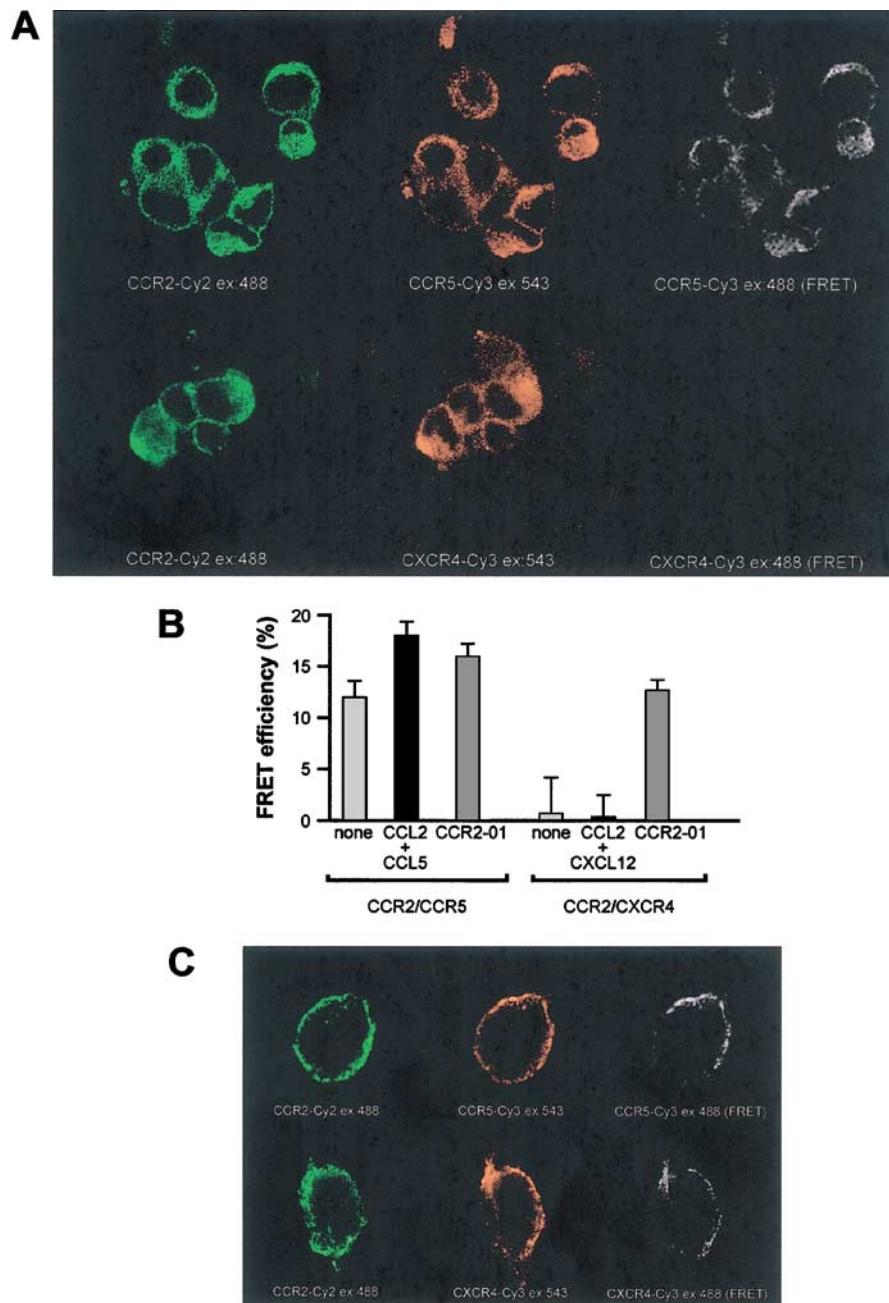 A
CCR2-Cy2 ex:488 CCR5-Cy3 ex 543 CCR5-Cy3 ex:488 (FRET)
CCR2-Cy2 ex:488 CXCR4-Cy3 ex:543 CXCR4-Cy3 ex:488 (FRET)
B
FRET efficiency (%)
20
15
10
5
0
none CCL2 CCR2-01 none CCL2 CCR2-01
+ +
CCL5 CXCL12
CCR2/CCR5 CCR2/CXCR4
C
CCR2-Cy2 ex 488 CCR5-Cy3 ex 543 CCR5-Cy3 ex 488 (FRET)
CCR2-Cy2 ex 488 CXCR4-Cy3 ex 543 CXCR4-Cy3 ex 488 (FRET)